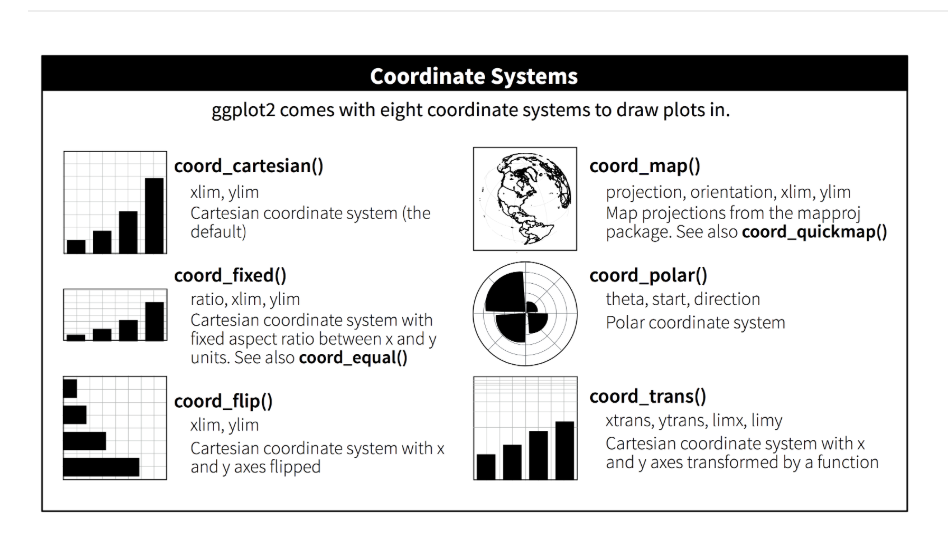 Coordinate Systems
ggplot2 comes with eight coordinate systems to draw plots in.
coord_cartesian()
xlim, ylim
Cartesian coordinate system (the
default)
coord_fixed()
ratio, xlim, ylim
Cartesian coordinate system with
fixed aspect ratio between x and y
units. See also coord_equal()
coord_flip()
xlim, ylim
Cartesian coordinate system with x
and y axes flipped
coord_map()
projection, orientation, xlim, ylim
Map projections from the mapproj
package. See also coord_quickmap()
coord_polar()
theta, start, direction
Polar coordinate system
coord_trans()
xtrans, ytrans, limx, limy
Cartesian coordinate system with x
and y axes transformed by a function